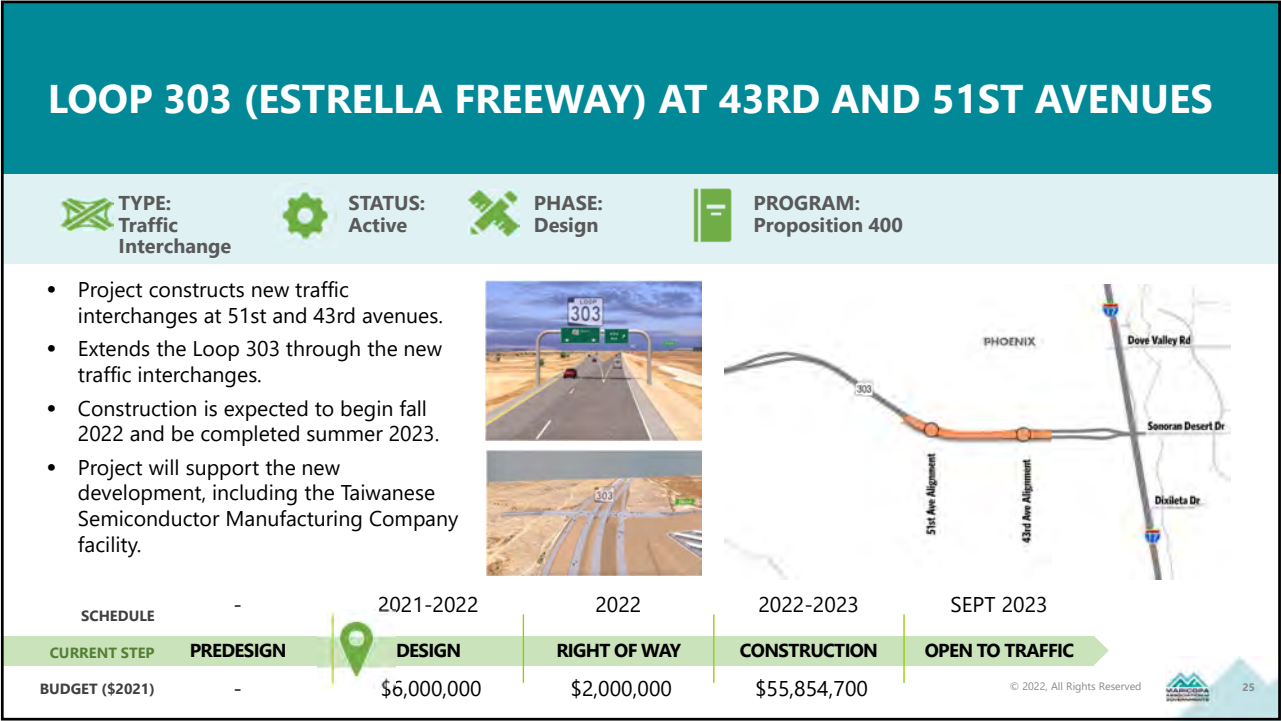 LOOP 303 (ESTRELLA FREEWAY) AT 43RD AND 51ST AVENUES
TYPE:
Traffic
Interchange
STATUS:
Active
PHASE:
Design
PROGRAM:
Proposition 400
• Project constructs new traffic
interchanges at 51st and 43rd avenues.
• Extends the Loop 303 through the new
traffic interchanges.
• Construction is expected to begin fall
2022 and be completed summer 2023.
• Project will support the new
development, including the Taiwanese
Semiconductor Manufacturing Company
facility.
LOOP
303
303
17
PHOENIX
Dove Valley Rd
303
Sonoran Desert Dr
51st Ave Alignment
43rd Ave Alignment
Dixileta Dr
17
SCHEDULE - 2021-2022 2022 2022-2023 SEPT 2023
CURRENT STEP PREDESIGN DESIGN RIGHT OF WAY CONSTRUCTION OPEN TO TRAFFIC
BUDGET ($2021) - $6,000,000 $2,000,000 $55,854,700
© 2022, All Rights Reserved
MARICOPA
ASSOCIATION of
GOVERNMENTS
25